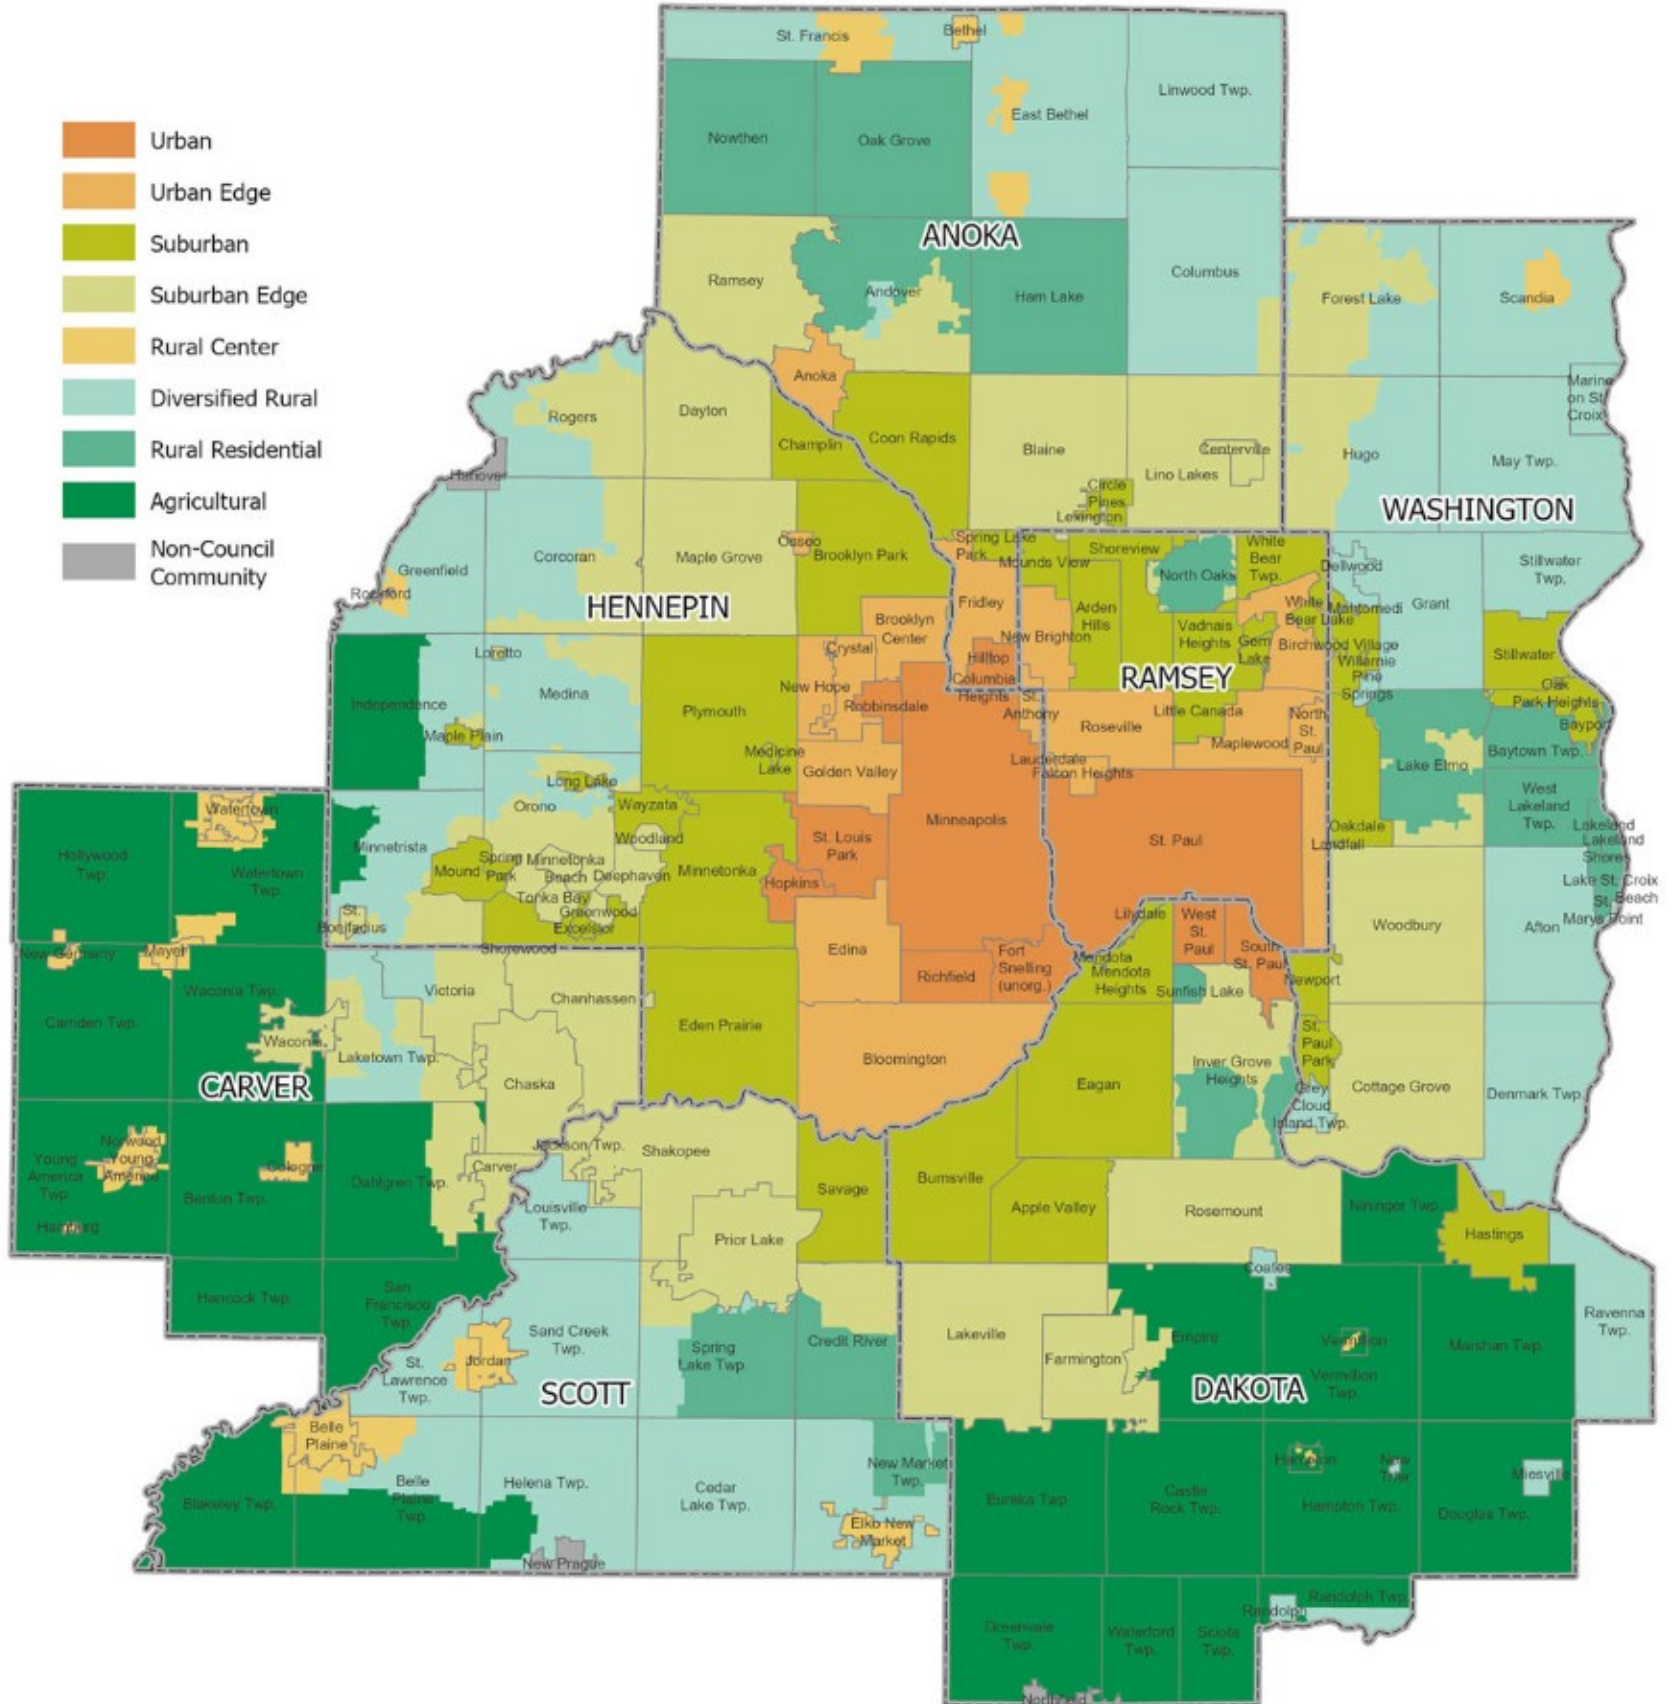 Urban
Urban Edge
Suburban
Suburban Edge
Rural Center
Diversified Rural
Rural Residential
Agricultural
Non-Council
Community
St. Francis
Bethel
Linwood Twp.
East Bethel
Nowthen
Oak Grove
ANOKA
Ramsey
Andover
Ham Lake
Columbus
Forest Lake
Scandia
Anoka
Marine
on St.
Croix
Rogers
Dayton
Champlin
Coon Rapids
Blaine
Centerville
Lino Lakes
Hugo
May Twp.
Circle
Pines
Lexington
WASHINGTON
Hanover
Corcoran
Maple Grove
Osseo
Brooklyn Park
Spring Lake
Park
Mounds View
Shoreview
White
Bear
Twp.
North Oaks
Dellwood
Stillwater
Twp.
Greenfield
Rockford
HENNEPIN
Fridley
Arden
Hills
White
Bear Lake
Mahtomedi
Grant
Brooklyn
Center
New Brighton
Vadnais
Heights
Gem
Lake
Birchwood Village
Willernie
Pine
Springs
Stillwater
Crystal
Loretto
Hilltop
Columbia
Heights
RAMSEY
Oak
Park Heights
Bayport
Independence
Medina
New Hope
Robbinsdale
Plymouth
St.
Anthony
Roseville
Little Canada
North
St.
Paul
Maplewood
Baytown Twp.
Maple Plain
Medicine
Lake
Golden Valley
Lauderdale
Falcon Heights
Lake Elmo
Long Lake
Orono
Wayzata
Woodland
West
Lakeland
Twp.
Watertown
Minnetrista
St. Louis
Park
Minneapolis
St. Paul
Oakdale
Landfall
Lakeland
Lakeland
Shores
Hollywood
Twp.
Watertown
Twp.
Mound
Spring
Park
Minnetonka
Beach
Deephaven
Minnetonka
Hopkins
Lake St. Croix
Beach
St.
Marys Point
Tonka Bay
Greenwood
Excelsior
St.
Bonifacius
Lilydale
West
St.
Paul
Woodbury
Afton
Shorewood
Edina
South
St. Paul
New Germany
Mayer
Mendota
Mendota
Heights
Richfield
Fort
Snelling
(unorg.)
Sunfish Lake
Newport
Waconia Twp.
Victoria
Chanhassen
Camden Twp.
Eden Prairie
Waconia
Laketown Twp.
Bloomington
St.
Paul
Park
Inver Grove
Heights
CARVER
Chaska
Eagan
Grey
Cloud
Island Twp.
Cottage Grove
Denmark Twp.
Norwood
Young
America
Young
America
Twp.
Cologne
Jackson Twp.
Shakopee
Carver
Benton Twp.
Dahlgren Twp.
Savage
Burnsville
Apple Valley
Nininger Twp.
Hamburg
Louisville
Twp.
Rosemount
Prior Lake
Hastings
Coates
Hancock Twp.
San
Francisco
Twp.
Sand Creek
Twp.
Ravenna
Twp.
Jordan
St.
Lawrence
Twp.
Spring
Lake Twp.
Credit River
Lakeville
Farmington
Empire
Vermillion
Vermillion
Twp.
Marshan Twp.
SCOTT
DAKOTA
Belle
Plaine
Belle
Plaine
Twp.
Blakeley Twp.
Helena Twp.
Cedar
Lake Twp.
New Market
Twp.
Elko New
Market
New Prague
Eureka Twp.
Castle
Rock Twp.
Hampton
New
Trier
Hampton Twp.
Miesville
Douglas Twp.
Greenvale
Twp.
Waterford
Twp.
Sciota
Twp.
Randolph
Randolph Twp.
Northfield